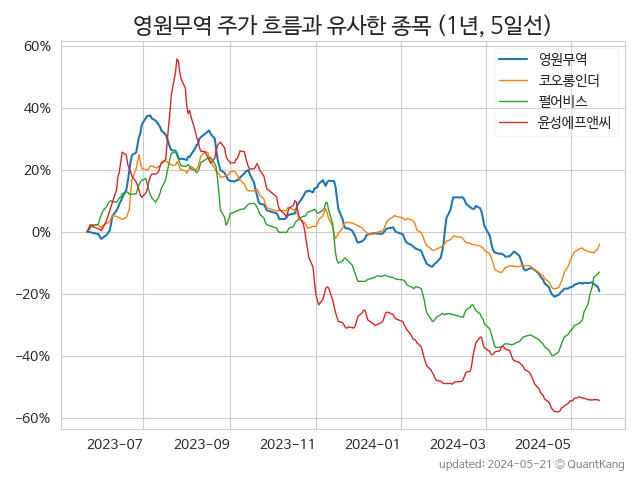 영원무역 주가 흐름과 유사한 종목 (1년, 5일선)
60%
40%
20%
0%
−20%
−40%
−60%
영원무역
코오롱인더
펄어비스
윤성에프앤씨
2023-07
2023-09
2023-11
2024-01
2024-03
2024-05
updated: 2024-05-21 © QuantKang